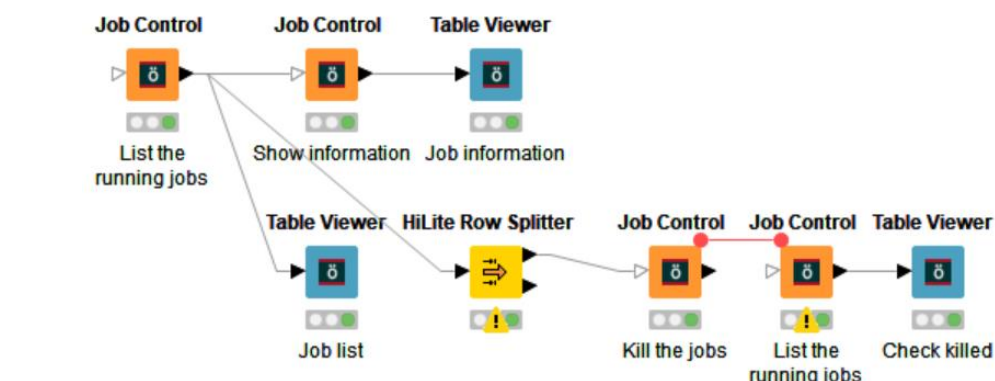 Job Control Job Control Table Viewer
ö ö ö
List the Show information Job information
running jobs
Table Viewer HiLite Row Splitter Job Control Job Control Table Viewer
ö ö ö ö
! !
Job list Kill the jobs List the Check killed
running jobs